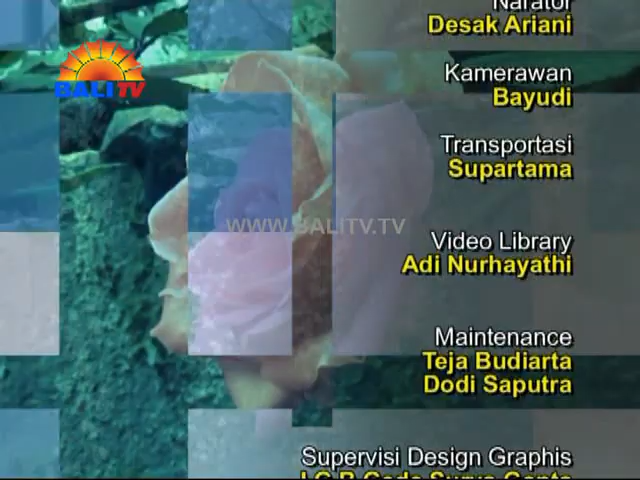 Narator
Desak Ariani
BALI TV
Kamerawan
Bayudi
Transportasi
Supartama
WWW.BALITV.TV
Video Library
Adi Nurhayathi
Maintenance
Teja Budiarta
Dodi Saputra
Supervisi Design Graphis